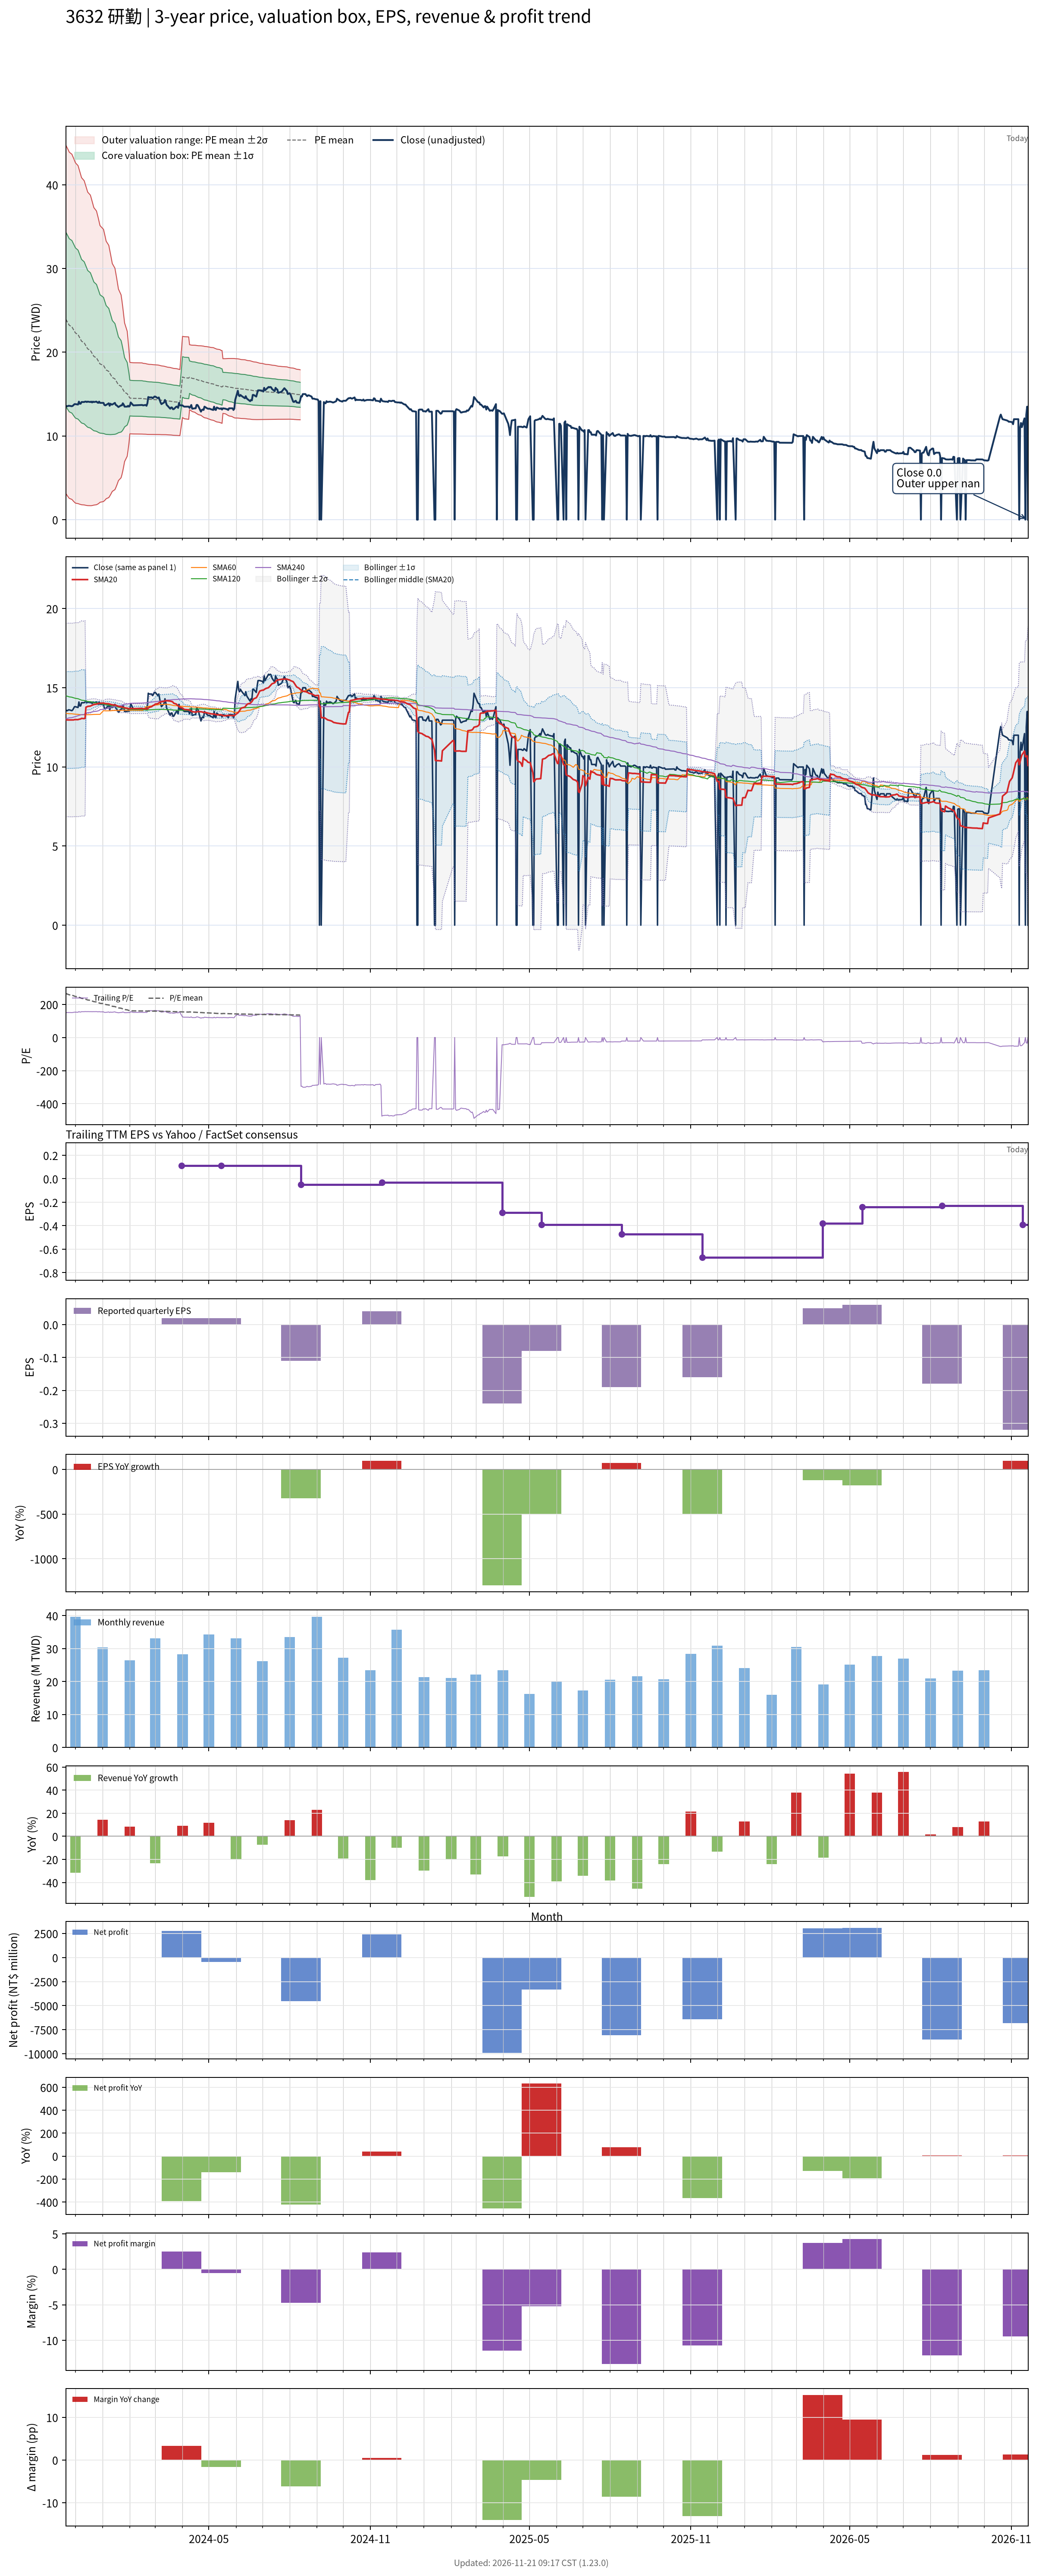 3632 研勤 | 3-year price, valuation box, EPS, revenue & profit trend
Outer valuation range: PE mean ±2σ
Core valuation box: PE mean ±1σ
PE mean
Close (unadjusted)
Today
Price (TWD)
40
30
20
10
0
Close 0.0
Outer upper nan
Close (same as panel 1)
SMA20
SMA60
SMA120
SMA240
Bollinger ±2σ
Bollinger ±1σ
Bollinger middle (SMA20)
Price
20
15
10
5
0
Trailing P/E
P/E mean
P/E
200
0
-200
-400
Trailing TTM EPS vs Yahoo / FactSet consensus
Today
EPS
0.2
0.0
-0.2
-0.4
-0.6
-0.8
Reported quarterly EPS
EPS
0.0
-0.1
-0.2
-0.3
EPS YoY growth
YoY (%)
0
-500
-1000
Monthly revenue
Revenue (M TWD)
40
30
20
10
0
Revenue YoY growth
YoY (%)
60
40
20
0
-20
-40
Month
Net profit
Net profit (NT$ million)
2500
0
-2500
-5000
-7500
-10000
Net profit YoY
YoY (%)
600
400
200
0
-200
-400
Net profit margin
Margin (%)
5
0
-5
-10
Margin YoY change
Δ margin (pp)
10
0
-10
2024-05
2024-11
2025-05
2025-11
2026-05
2026-11
Updated: 2026-11-21 09:17 CST (1.23.0)